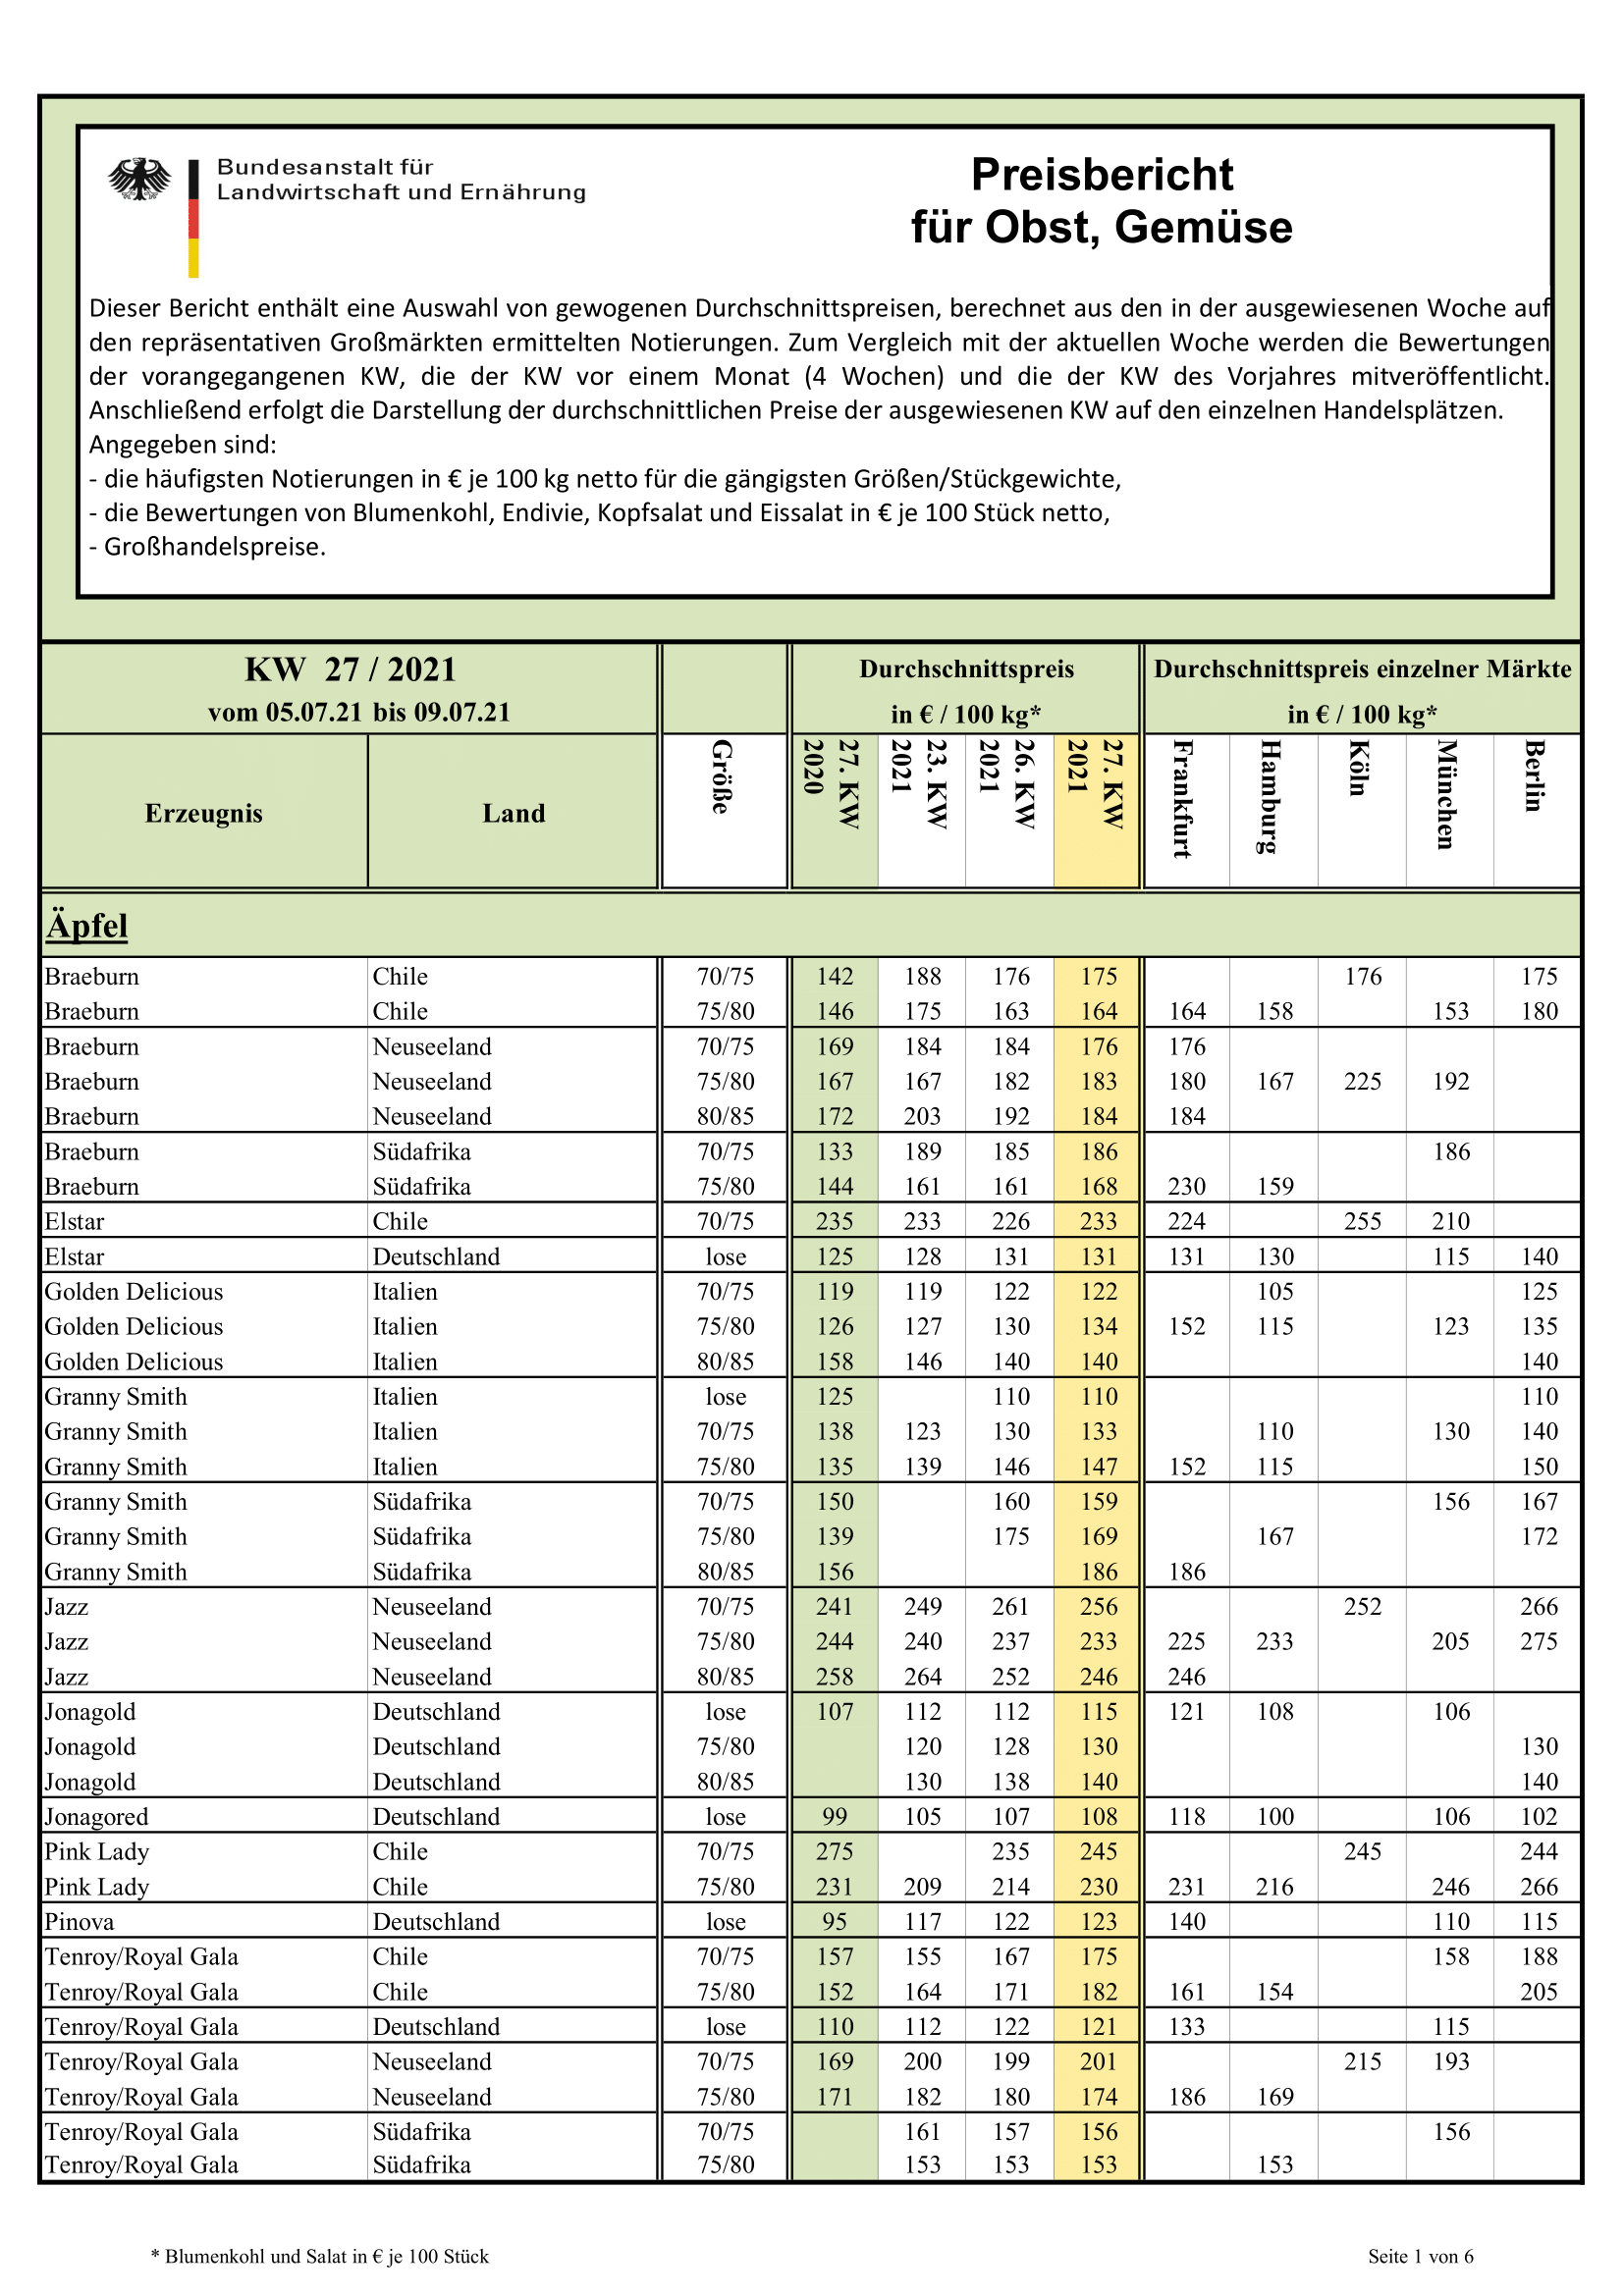 Bundesanstalt für
Landwirtschaft und Ernährung
Preisbericht
für Obst, Gemüse
Dieser Bericht enthält eine Auswahl von gewogenen Durchschnittspreisen, berechnet aus den in der ausgewiesenen Woche auf
den repräsentativen Großmärkten ermittelten Notierungen. Zum Vergleich mit der aktuellen Woche werden die Bewertungen
der vorangegangenen KW, die der KW vor einem Monat (4 Wochen) und die der KW des Vorjahres mitveröffentlicht.
Anschließend erfolgt die Darstellung der durchschnittlichen Preise der ausgewiesenen KW auf den einzelnen Handelsplätzen.
Angegeben sind:
- die häufigsten Notierungen in € je 100 kg netto für die gängigsten Größen/Stückgewichte,
- die Bewertungen von Blumenkohl, Endivie, Kopfsalat und Eissalat in € je 100 Stück netto,
- Großhandelspreise.
KW 27 / 2021 Durchschnittspreis Durchschnittspreis einzelner Märkte
vom 05.07.21 bis 09.07.21 in € / 100 kg* in € / 100 kg*
Erzeugnis Land Größe 27. KW 2020 23. KW 2021 26. KW 2021 27. KW 2021 Frankfurt Hamburg Köln München Berlin
Äpfel
Braeburn Chile 70/75 142 188 176 175 176 175
Braeburn Chile 75/80 146 175 163 164 164 158 153 180
Braeburn Neuseeland 70/75 169 184 184 176 176
Braeburn Neuseeland 75/80 167 167 182 183 180 167 225 192
Braeburn Neuseeland 80/85 172 203 192 184 184
Braeburn Südafrika 70/75 133 189 185 186 186
Braeburn Südafrika 75/80 144 161 161 168 230 159
Elstar Chile 70/75 235 233 226 233 224 255 210
Elstar Deutschland lose 125 128 131 131 131 130 115 140
Golden Delicious Italien 70/75 119 119 122 122 105 125
Golden Delicious Italien 75/80 126 127 130 134 152 115 123 135
Golden Delicious Italien 80/85 158 146 140 140 140
Granny Smith Italien lose 125 110 110 110
Granny Smith Italien 70/75 138 123 130 133 110 130 140
Granny Smith Italien 75/80 135 139 146 147 152 115 150
Granny Smith Südafrika 70/75 150 160 159 156 167
Granny Smith Südafrika 75/80 139 175 169 167 172
Granny Smith Südafrika 80/85 156 186 186
Jazz Neuseeland 70/75 241 249 261 256 252 266
Jazz Neuseeland 75/80 244 240 237 233 225 233 205 275
Jazz Neuseeland 80/85 258 264 252 246 246
Jonagold Deutschland lose 107 112 112 115 121 108 106
Jonagold Deutschland 75/80 120 128 130 130
Jonagold Deutschland 80/85 130 138 140 140
Jonagored Deutschland lose 99 105 107 108 118 100 106 102
Pink Lady Chile 70/75 275 235 245 245 244
Pink Lady Chile 75/80 231 209 214 230 231 216 246 266
Pinova Deutschland lose 95 117 122 123 140 110 115
Tenroy/Royal Gala Chile 70/75 157 155 167 175 158 188
Tenroy/Royal Gala Chile 75/80 152 164 171 182 161 154 205
Tenroy/Royal Gala Deutschland lose 110 112 122 121 133 115
Tenroy/Royal Gala Neuseeland 70/75 169 200 199 201 215 193
Tenroy/Royal Gala Neuseeland 75/80 171 182 180 174 186 169
Tenroy/Royal Gala Südafrika 70/75 161 157 156 156
Tenroy/Royal Gala Südafrika 75/80 153 153 153 153
* Blumenkohl und Salat in € je 100 Stück Seite 1 von 6